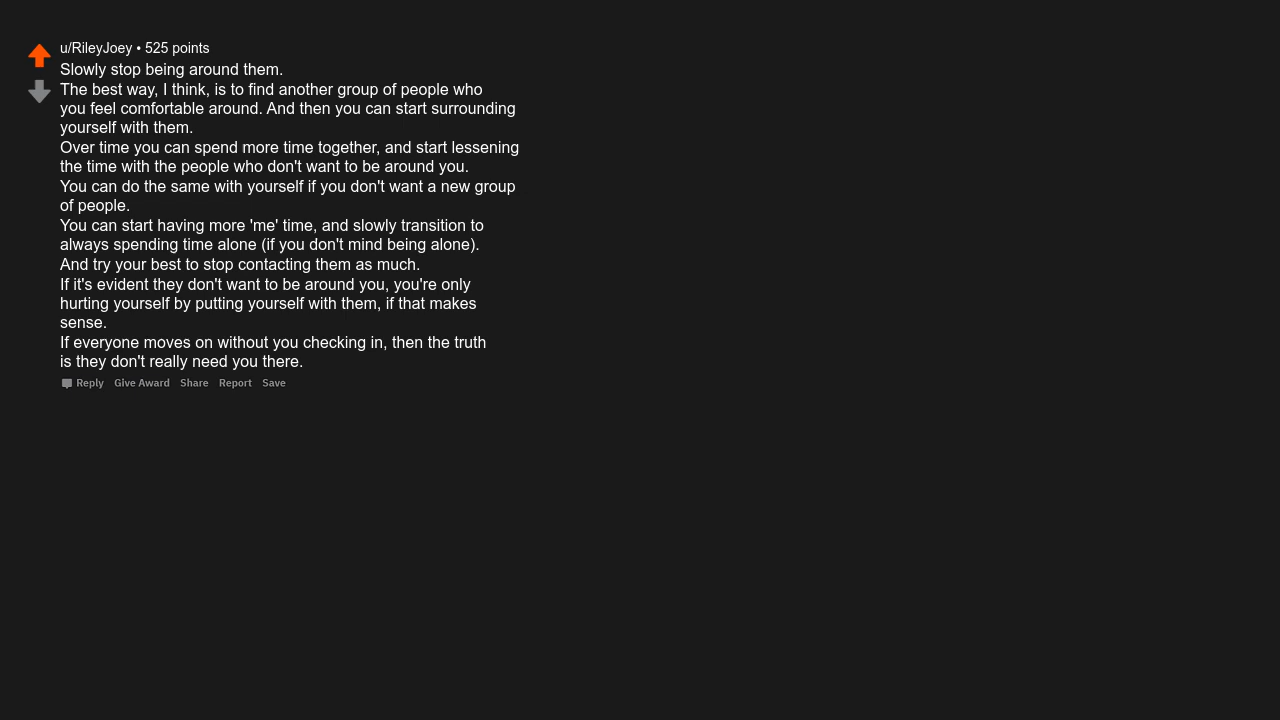 u/RileyJoey • 525 points
Slowly stop being around them.
The best way, I think, is to find another group of people who
you feel comfortable around. And then you can start surrounding
yourself with them.
Over time you can spend more time together, and start lessening
the time with the people who don't want to be around you.
You can do the same with yourself if you don't want a new group
of people.
You can start having more 'me' time, and slowly transition to
always spending time alone (if you don't mind being alone).
And try your best to stop contacting them as much.
If it's evident they don't want to be around you, you're only
hurting yourself by putting yourself with them, if that makes
sense.
If everyone moves on without you checking in, then the truth
is they don't really need you there.
Reply Give Award Share Report Save